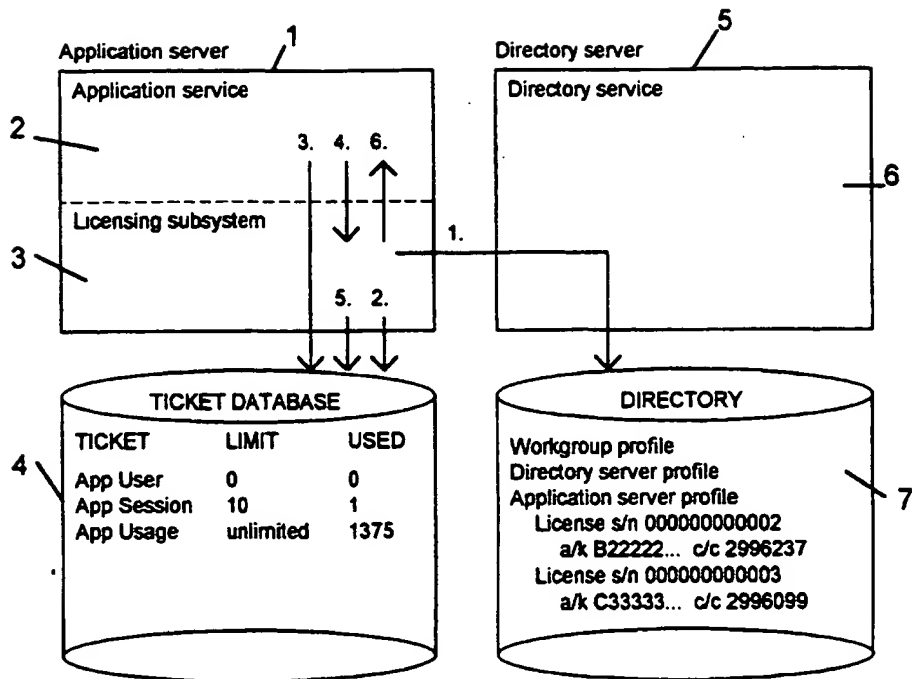 1
5
Application server
Directory server
Application service
Directory service
2
3. 4. 6.
6
Licensing subsystem
1.
3
5. 2.
TICKET DATABASE
DIRECTORY
TICKET LIMIT USED
Workgroup profile
4
App User 0 0
Directory server profile
App Session 10 1
Application server profile
7
App Usage unlimited 1375
License s/n 000000000002
a/k B22222... c/c 2996237
License s/n 000000000003
a/k C33333... c/c 2996099